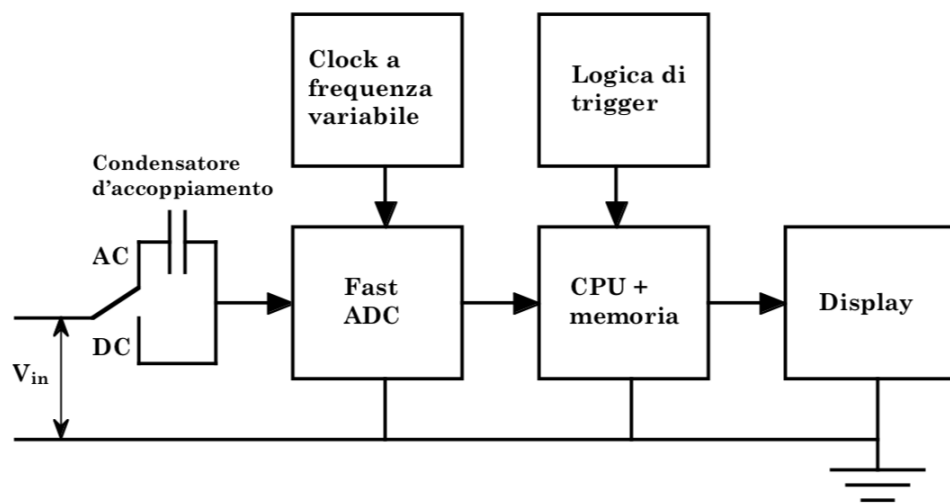 Clock a
frequenza
variabile
Logica di
trigger
Condensatore
d'accoppiamento
AC
DC
Vin
Fast
ADC
CPU +
memoria
Display